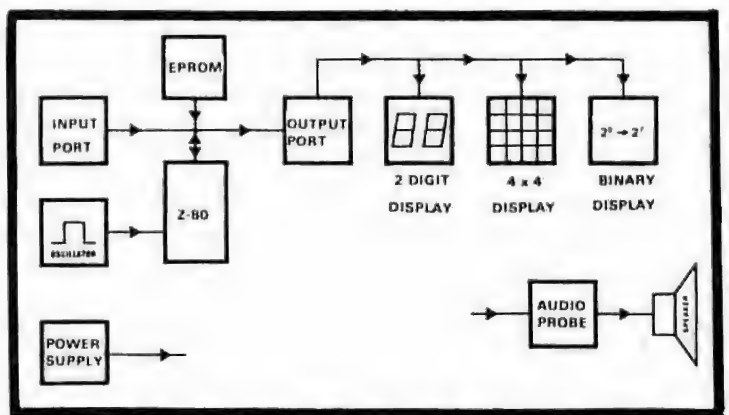 EPROM
INPUT
PORT
OUTPUT
PORT
2⁰ → 2⁷
2 DIGIT
DISPLAY
4 x 4
DISPLAY
BINARY
DISPLAY
Z-80
OSCILLATOR
POWER
SUPPLY
AUDIO
PROBE
SPEAKER